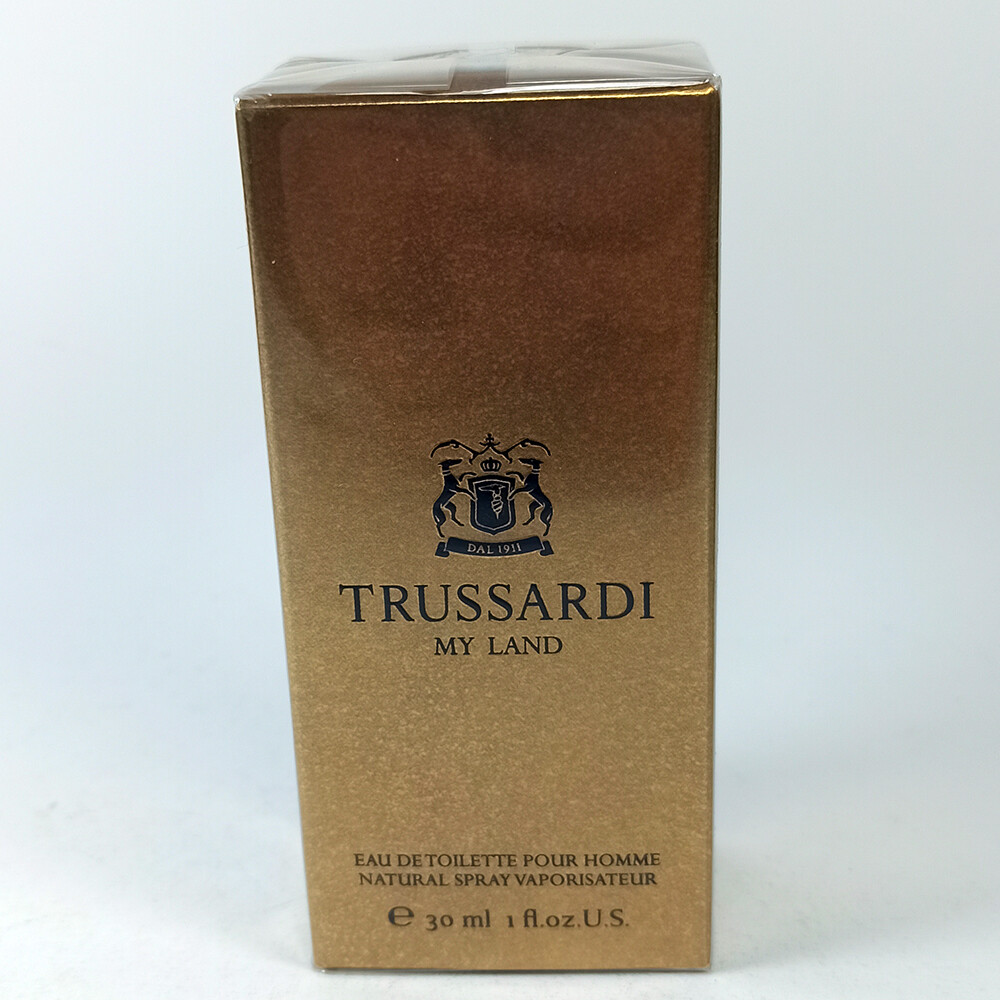 DAL 1911
TRUSSARDI
MY LAND
EAU DE TOILETTE POUR HOMME
NATURAL SPRAY VAPORISATEUR
℮ 30 ml 1 fl.oz.U.S.